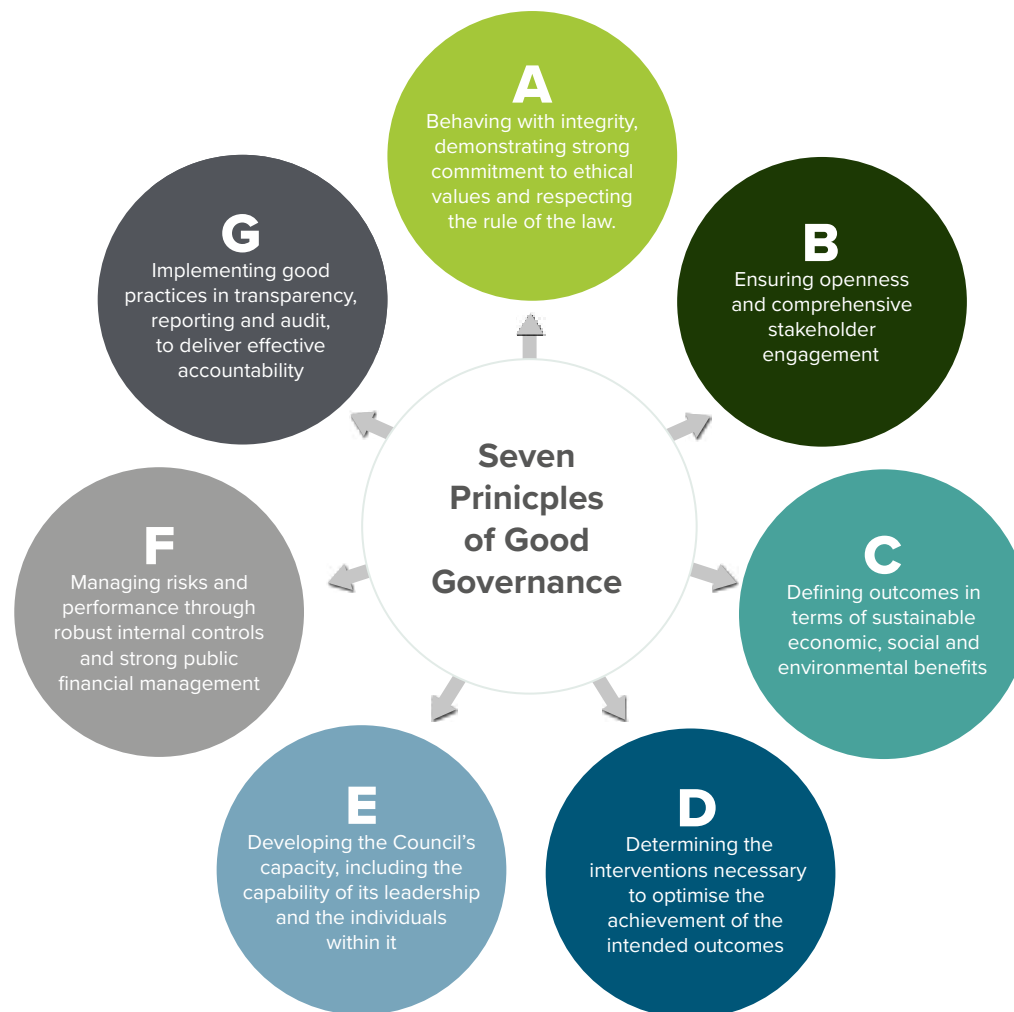 A
Behaving with integrity,
demonstrating strong
commitment to ethical
values and respecting
the rule of the law.
B
Ensuring openness
and comprehensive
stakeholder
engagement
C
Defining outcomes in
terms of sustainable
economic, social and
environmental benefits
D
Determining the
interventions necessary
to optimise the
achievement of the
intended outcomes
E
Developing the Council’s
capacity, including the
capability of its leadership
and the individuals
within it
F
Managing risks and
performance through
robust internal controls
and strong public
financial management
G
Implementing good
practices in transparency,
reporting and audit,
to deliver effective
accountability
Seven
Prinicples
of Good
Governance